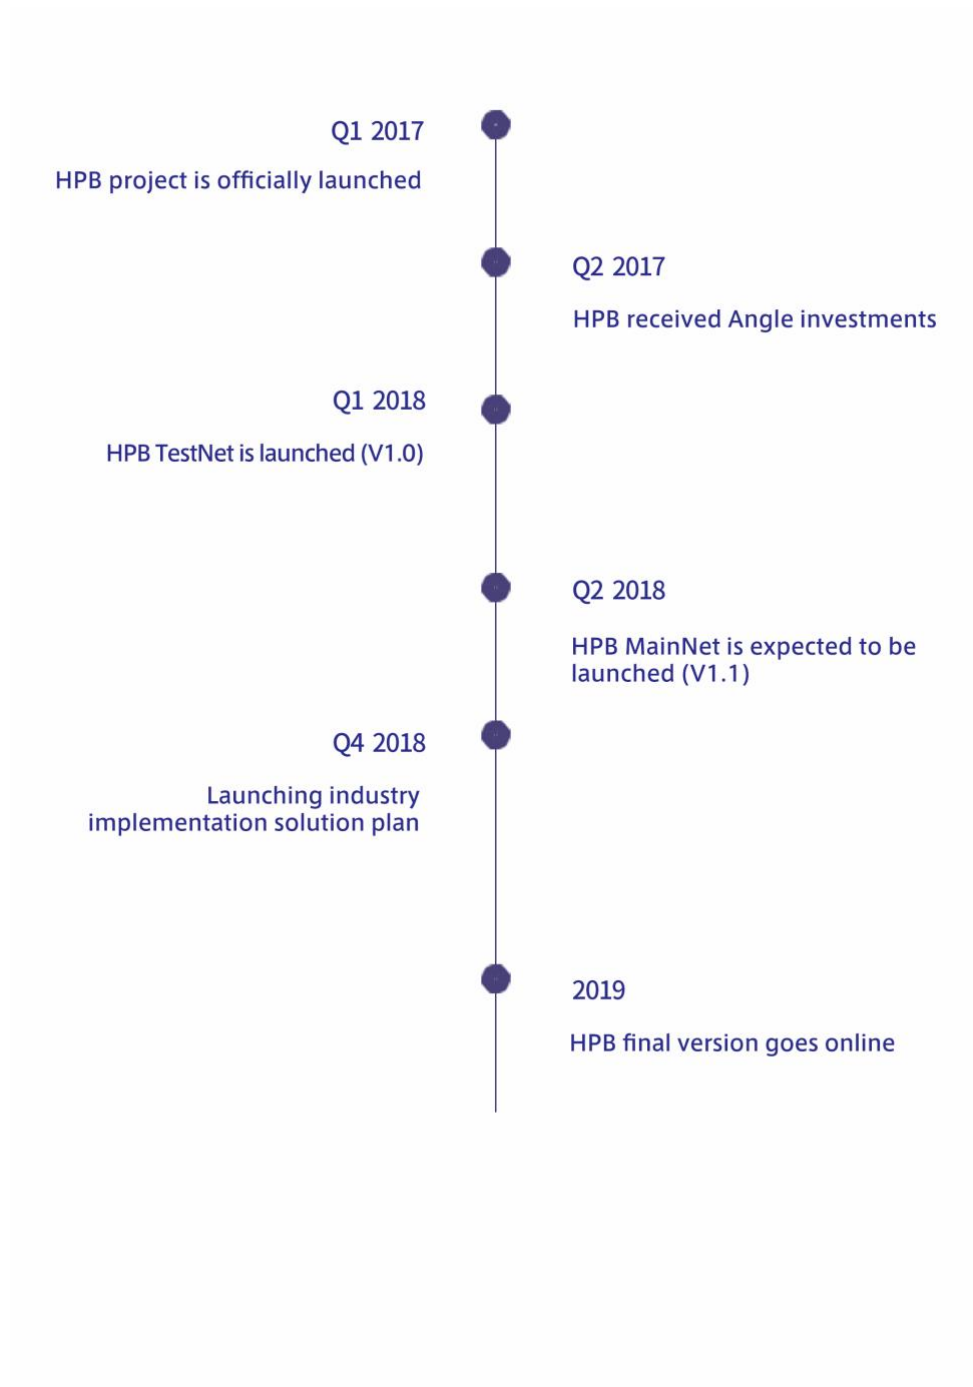 Q1 2017
HPB project is officially launched
Q2 2017
HPB received Angle investments
Q1 2018
HPB TestNet is launched (V1.0)
Q2 2018
HPB MainNet is expected to be
launched (V1.1)
Q4 2018
Launching industry
implementation solution plan
2019
HPB final version goes online